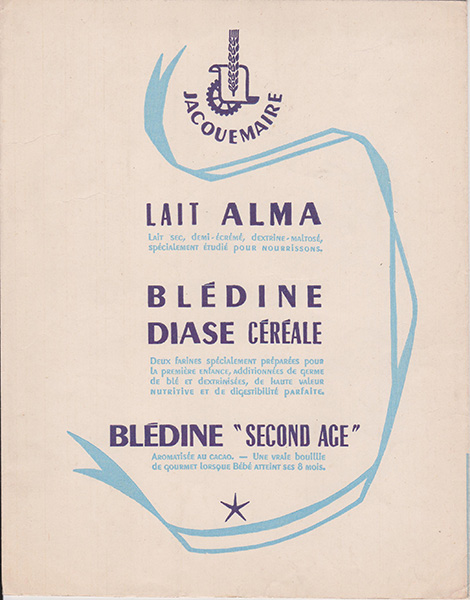 JACQUEMAIRE
LAIT ALMA
Lait sec, demi-écrémé, dextrine-maltosé,
spécialement étudié pour nourrissons.
BLÉDINE
DIASE CÉRÉALE
Deux farines spécialement préparées pour
la première enfance, additionnées de germe
de blé et dextrinisées, de haute valeur
nutritive et de digestibilité parfaite.
BLÉDINE "SECOND AGE"
Aromatisée au cacao. — Une vraie bouillie
de gourmet lorsque Bébé atteint ses 8 mois.